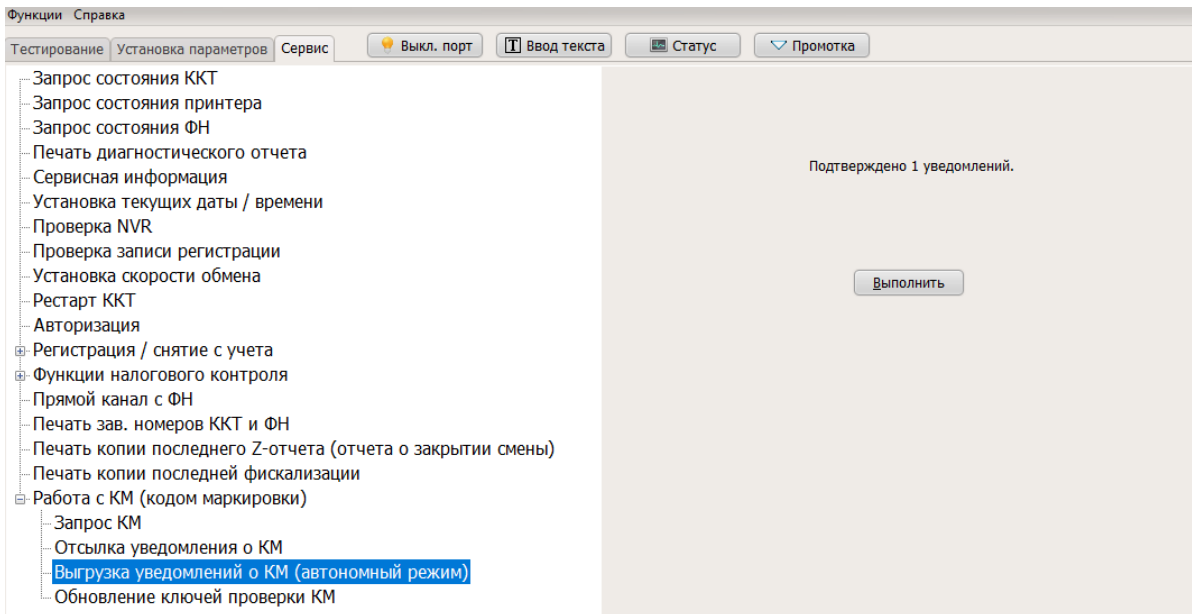 Функции Справка
Тестирование Установка параметров Сервис Выкл. порт Ввод текста Статус Промотка
Запрос состояния ККТ
Запрос состояния принтера
Запрос состояния ФН
Печать диагностического отчета
Сервисная информация
Установка текущих даты / времени
Проверка NVR
Проверка записи регистрации
Установка скорости обмена
Рестарт ККТ
Авторизация
Регистрация / снятие с учета
Функции налогового контроля
Прямой канал с ФН
Печать зав. номеров ККТ и ФН
Печать копии последнего Z-отчета (отчета о закрытии смены)
Печать копии последней фискализации
Работа с КМ (кодом маркировки)
Запрос КМ
Отсылка уведомления о КМ
Выгрузка уведомлений о КМ (автономный режим)
Обновление ключей проверки КМ
Подтверждено 1 уведомлений.
Выполнить